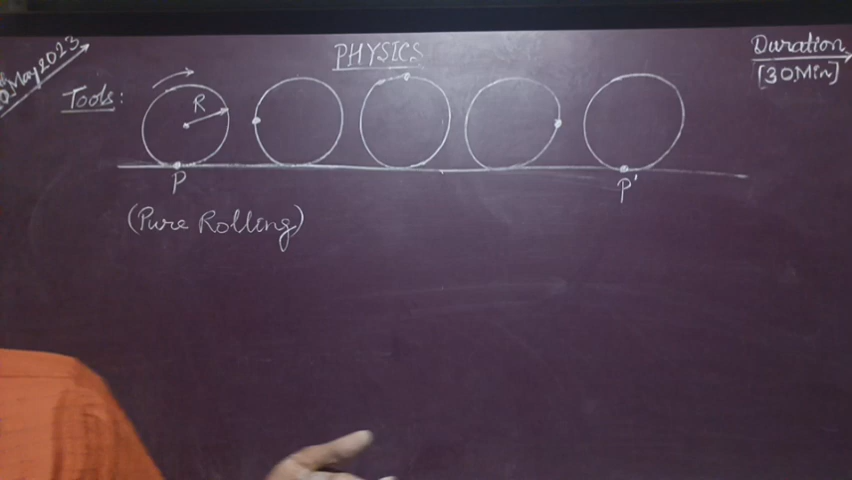 May 2023
PHYSICS
Duration
[30.Min]
Tools:
R
P
P'
(Pure Rolling)